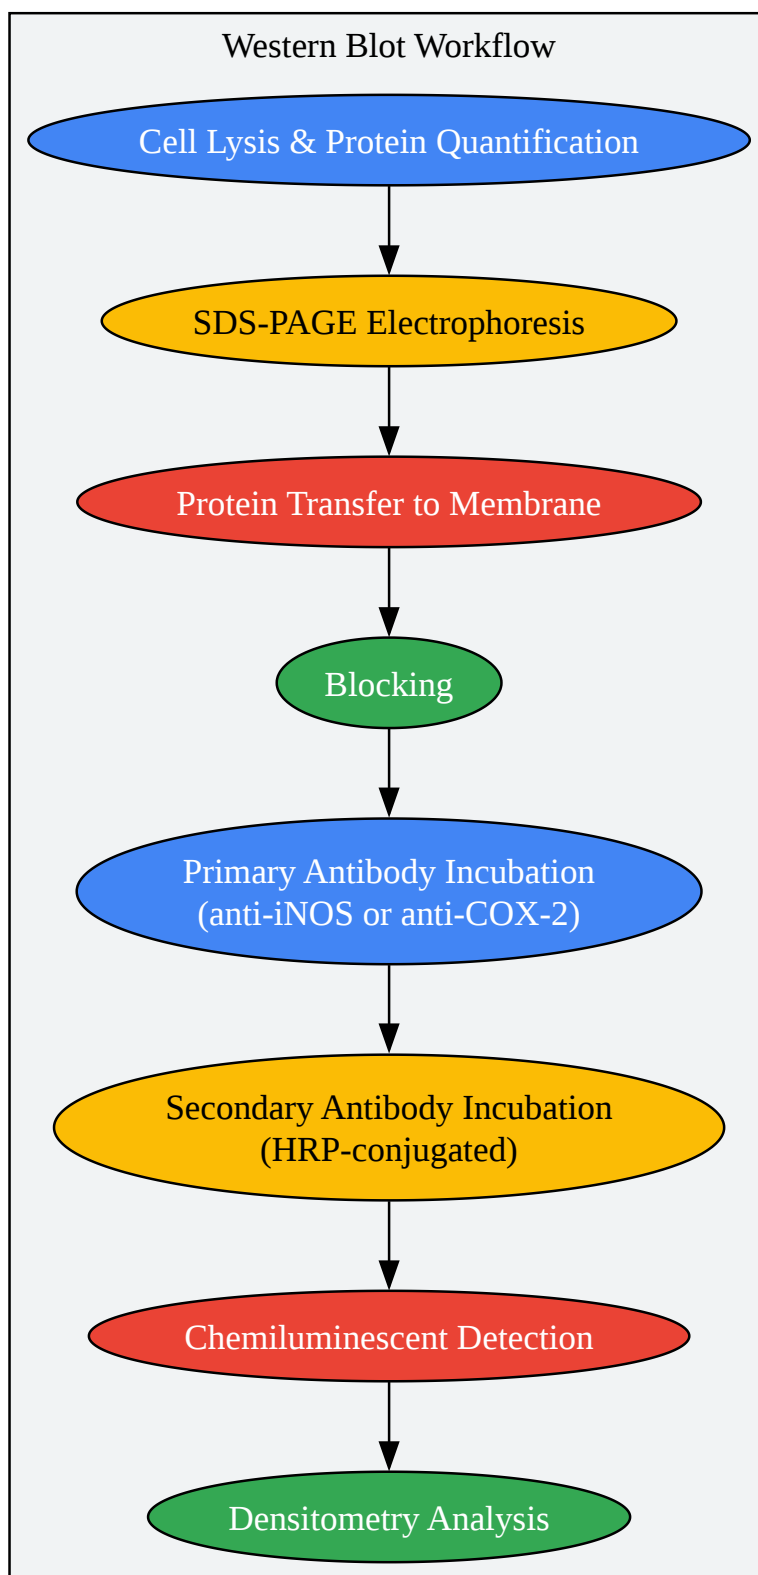 Western Blot Workflow
Cell Lysis & Protein Quantification
SDS-PAGE Electrophoresis
Protein Transfer to Membrane
Blocking
Primary Antibody Incubation
(anti-iNOS or anti-COX-2)
Secondary Antibody Incubation
(HRP-conjugated)
Chemiluminescent Detection
Densitometry Analysis